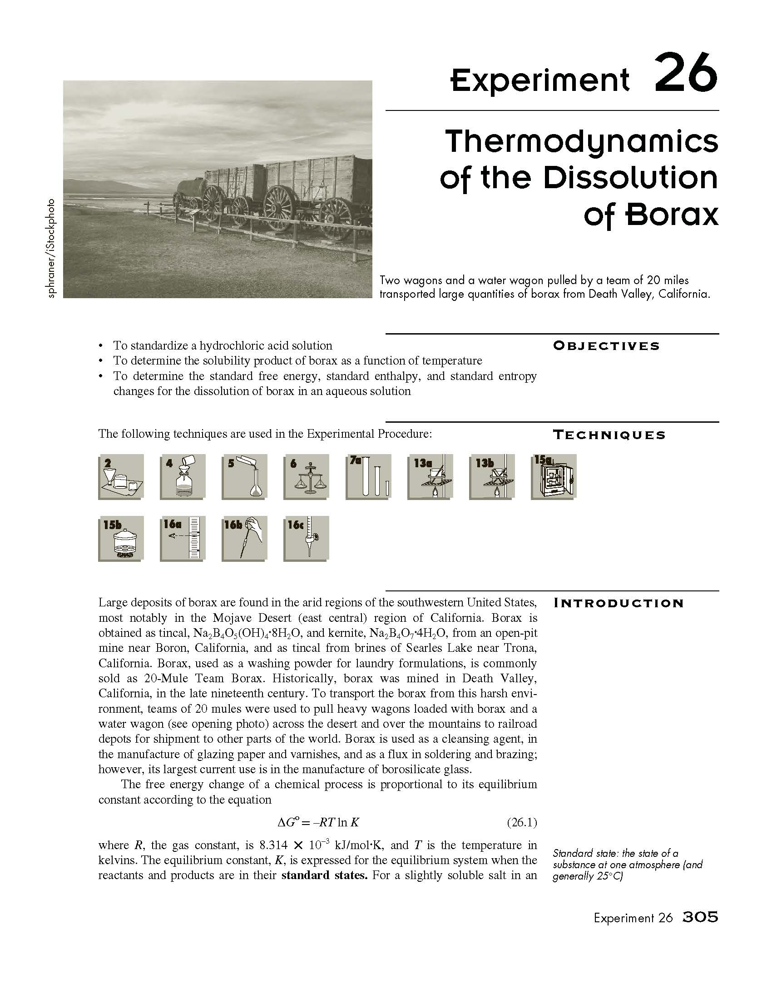 Experiment 26
Thermodynamics
of the Dissolution
of Borax
sphraner/iStockphoto
Two wagons and a water wagon pulled by a team of 20 miles
transported large quantities of borax from Death Valley, California.
OBJECTIVES
• To standardize a hydrochloric acid solution
• To determine the solubility product of borax as a function of temperature
• To determine the standard free energy, standard enthalpy, and standard entropy
changes for the dissolution of borax in an aqueous solution
TECHNIQUES
The following techniques are used in the Experimental Procedure:
2 4 5 6 7a 13a 13b 15a
15b 16a 16b 16c
INTRODUCTION
Large deposits of borax are found in the arid regions of the southwestern United States,
most notably in the Mojave Desert (east central) region of California. Borax is
obtained as tincal, Na₂B₄O₅(OH)₄·8H₂O, and kernite, Na₂B₄O₇·4H₂O, from an open-pit
mine near Boron, California, and as tincal from brines of Searles Lake near Trona,
California. Borax, used as a washing powder for laundry formulations, is commonly
sold as 20-Mule Team Borax. Historically, borax was mined in Death Valley,
California, in the late nineteenth century. To transport the borax from this harsh envi-
ronment, teams of 20 mules were used to pull heavy wagons loaded with borax and a
water wagon (see opening photo) across the desert and over the mountains to railroad
depots for shipment to other parts of the world. Borax is used as a cleansing agent, in
the manufacture of glazing paper and varnishes, and as a flux in soldering and brazing;
however, its largest current use is in the manufacture of borosilicate glass.
The free energy change of a chemical process is proportional to its equilibrium
constant according to the equation
ΔG° = –RT ln K (26.1)
where R, the gas constant, is 8.314 × 10⁻³ kJ/mol·K, and T is the temperature in
kelvins. The equilibrium constant, K, is expressed for the equilibrium system when the
reactants and products are in their standard states. For a slightly soluble salt in an
Standard state: the state of a
substance at one atmosphere (and
generally 25°C)
Experiment 26 305